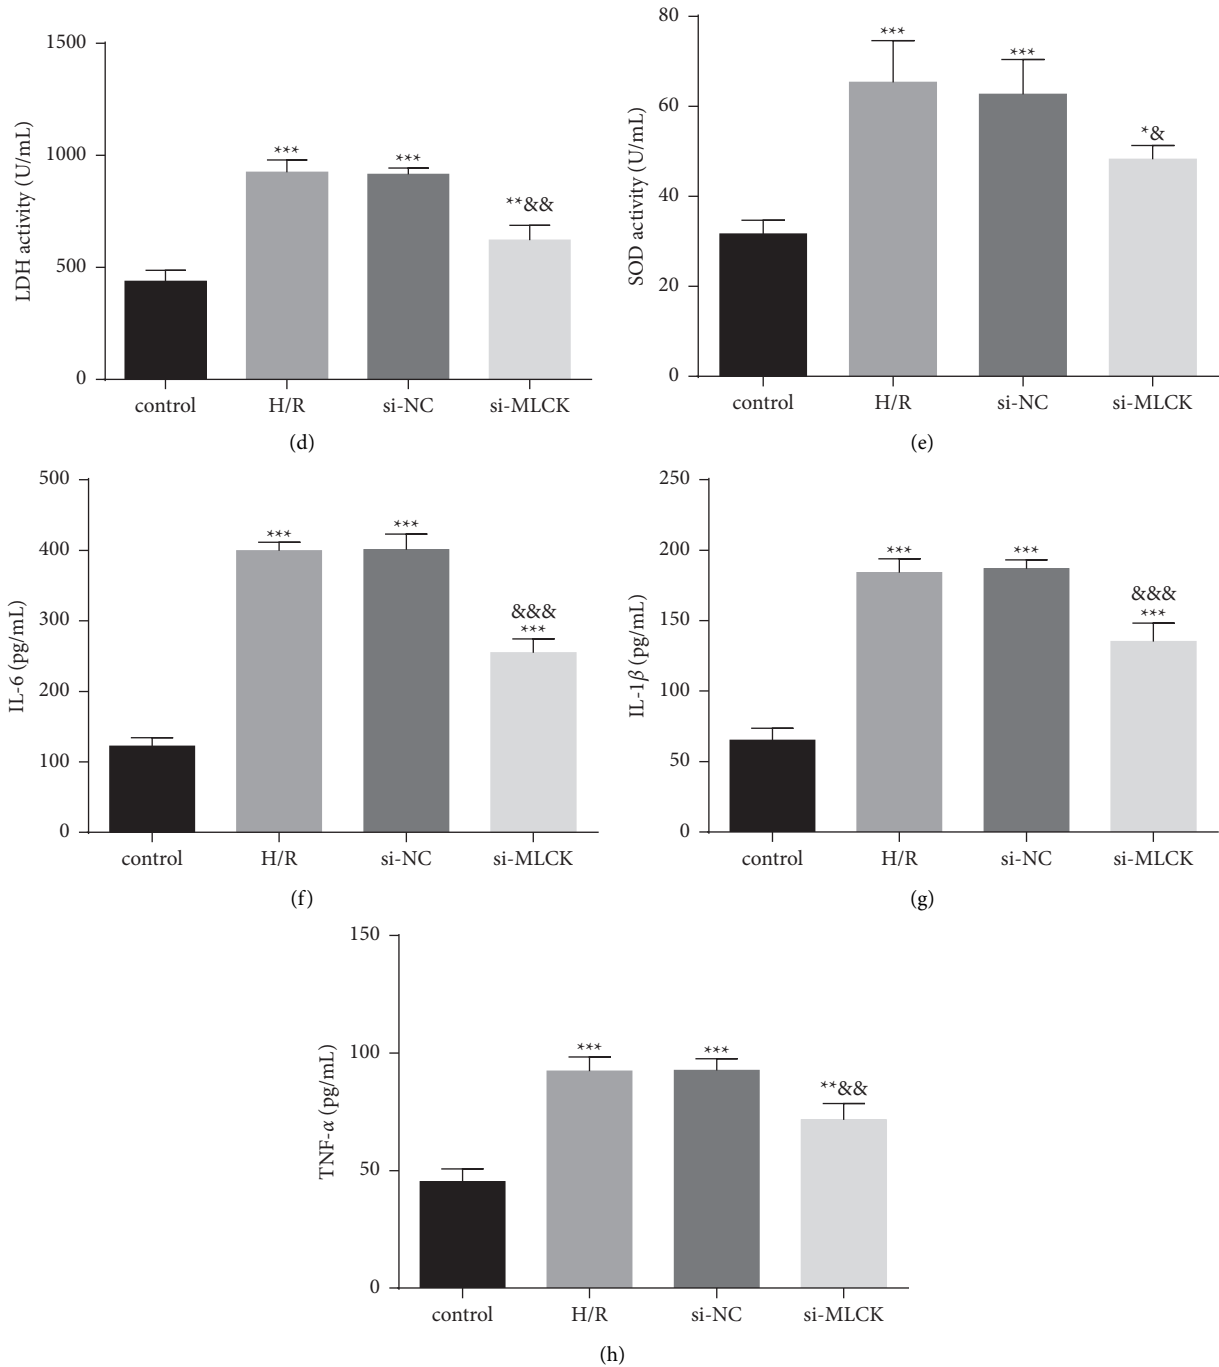 LDH activity (U/mL)
1500
1000
500
0
***
***
**&&
control H/R si-NC si-MLCK
(d)
SOD activity (U/mL)
80
60
40
20
0
***
***
*&
control H/R si-NC si-MLCK
(e)
IL-6 (pg/mL)
500
400
300
200
100
0
***
***
&&&
***
control H/R si-NC si-MLCK
(f)
IL-1β (pg/mL)
250
200
150
100
50
0
***
***
&&&
***
control H/R si-NC si-MLCK
(g)
TNF-α (pg/mL)
150
100
50
0
***
***
**&&
control H/R si-NC si-MLCK
(h)